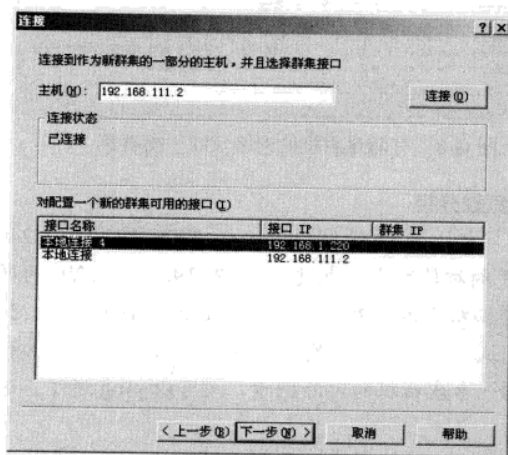 连接
连接到作为新群集的一部分的主机，并且选择群集接口
主机(H): 192.168.111.2 连接(O)
连接状态
已连接
对配置一个新的群集可用的接口(I)
接口名称 接口 IP 群集 IP
本地连接 4 192.168.1.220
本地连接 192.168.111.2
< 上一步(B) 下一步(N) > 取消 帮助